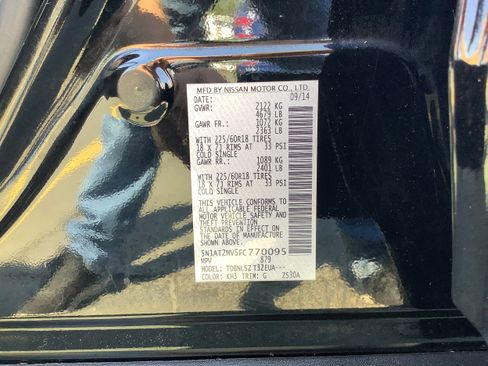 MFD BY NISSAN MOTOR CO., LTD.
DATE: 09/14
GVWR: 2122 KG
4679 LB
GAWR FR.: 1072 KG
2363 LB
WITH 225/60R18 TIRES
18 X 7J RIMS AT 33 PSI
COLD SINGLE
GAWR RR.: 1089 KG
2401 LB
WITH 225/60R18 TIRES
18 X 7J RIMS AT 33 PSI
COLD SINGLE
THIS VEHICLE CONFORMS TO
ALL APPLICABLE FEDERAL
MOTOR VEHICLE SAFETY AND
THEFT PREVENTION
STANDARDS IN EFFECT ON
THE DATE OF MANUFACTURE
SHOWN ABOVE.
5N1AT2MV5FC770095
MPV 879
MODEL: TDBNL5Z T32EUA---
COLOR: KH3 TRIM: G ZS30A